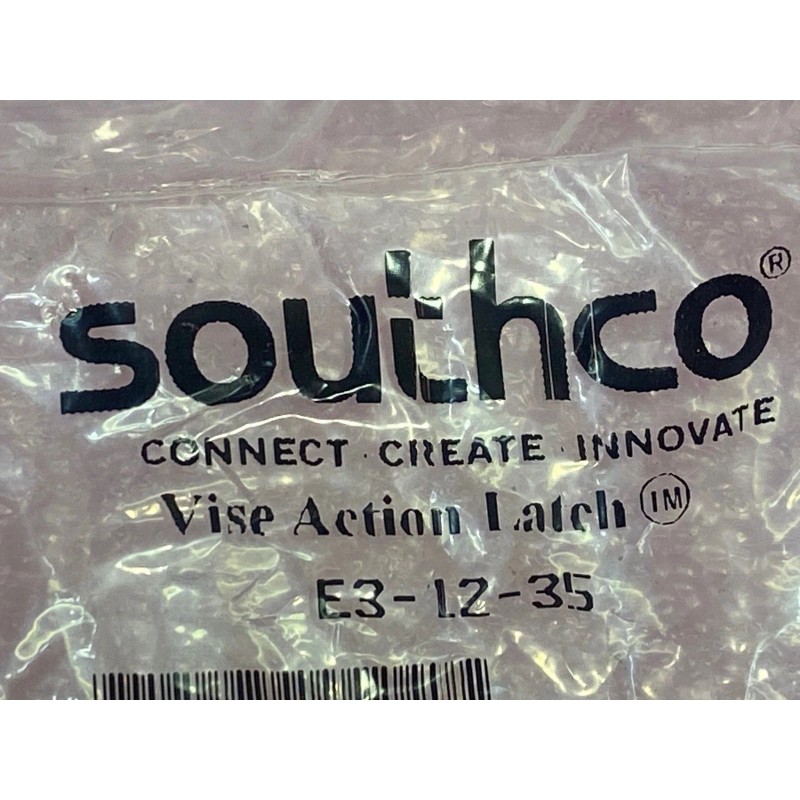 southco®
CONNECT · CREATE · INNOVATE
Vise Action Latch ™
E3-12-35